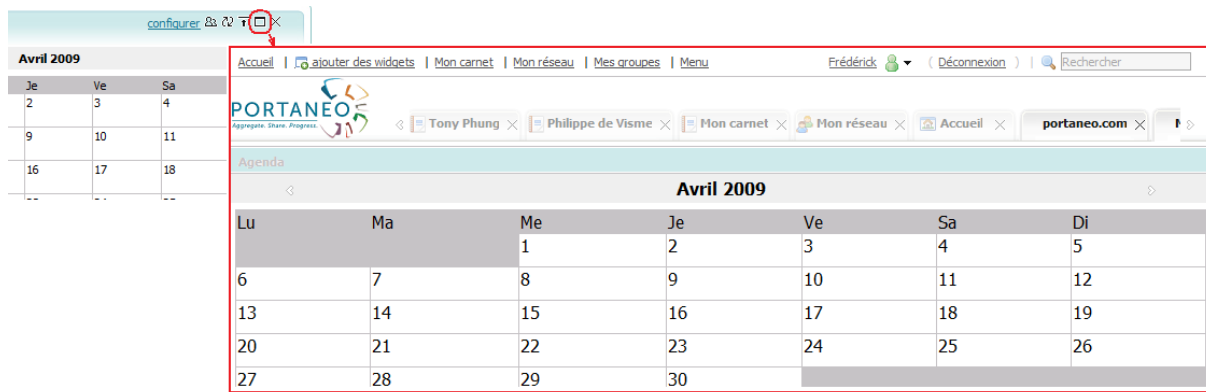 configurer
Avril 2009
Je Ve Sa
2 3 4
9 10 11
16 17 18
Accueil | ajouter des widgets | Mon carnet | Mon réseau | Mes groupes | Menu Frédérick ( Déconnexion ) | Rechercher
PORTANEO
Aggregate. Share. Progress.
Tony Phung Philippe de Visme Mon carnet Mon réseau Accueil portaneo.com
Agenda
Avril 2009
Lu Ma Me Je Ve Sa Di
1 2 3 4 5
6 7 8 9 10 11 12
13 14 15 16 17 18 19
20 21 22 23 24 25 26
27 28 29 30